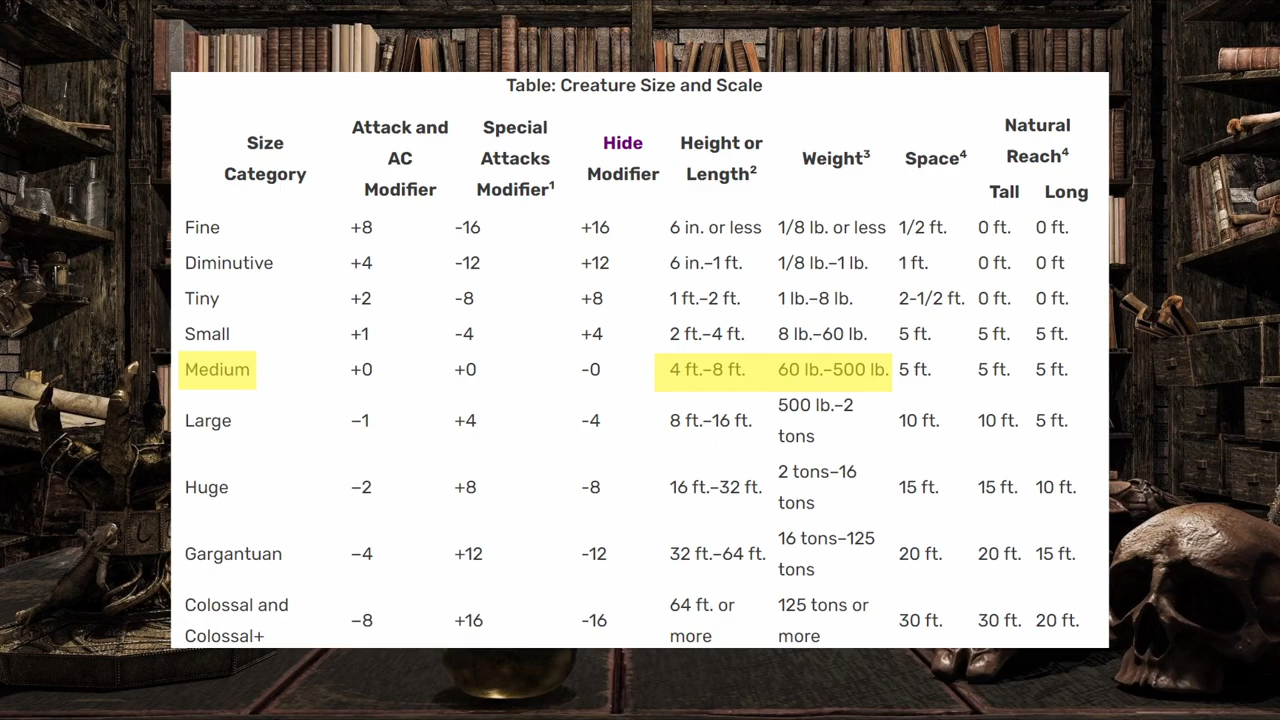 Table: Creature Size and Scale
Size Category Attack and AC Modifier Special Attacks Modifier¹ Hide Modifier Height or Length² Weight³ Space⁴ Natural Reach⁴
Tall Long
Fine +8 -16 +16 6 in. or less 1/8 lb. or less 1/2 ft. 0 ft. 0 ft.
Diminutive +4 -12 +12 6 in.–1 ft. 1/8 lb.–1 lb. 1 ft. 0 ft. 0 ft
Tiny +2 -8 +8 1 ft.–2 ft. 1 lb.–8 lb. 2-1/2 ft. 0 ft. 0 ft.
Small +1 -4 +4 2 ft.–4 ft. 8 lb.–60 lb. 5 ft. 5 ft. 5 ft.
Medium +0 +0 -0 4 ft.–8 ft. 60 lb.–500 lb. 5 ft. 5 ft. 5 ft.
Large −1 +4 -4 8 ft.–16 ft. 500 lb.–2 tons 10 ft. 10 ft. 5 ft.
Huge −2 +8 -8 16 ft.–32 ft. 2 tons–16 tons 15 ft. 15 ft. 10 ft.
Gargantuan −4 +12 -12 32 ft.–64 ft. 16 tons–125 tons 20 ft. 20 ft. 15 ft.
Colossal and Colossal+ −8 +16 -16 64 ft. or more 125 tons or more 30 ft. 30 ft. 20 ft.